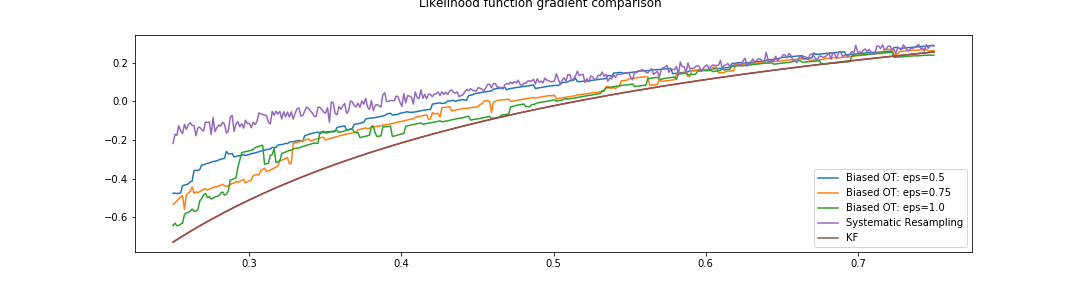 Likelihood function gradient comparison
0.2
0.0
−0.2
−0.4
−0.6
0.3
0.4
0.5
0.6
0.7
Biased OT: eps=0.5
Biased OT: eps=0.75
Biased OT: eps=1.0
Systematic Resampling
KF